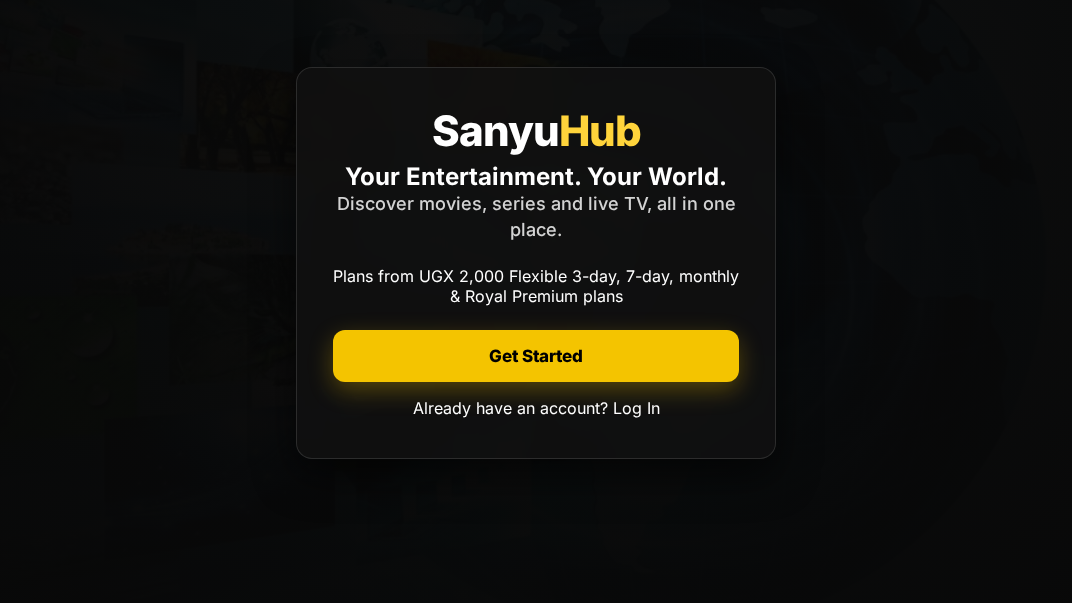 SanyuHub
Your Entertainment. Your World.
Discover movies, series and live TV, all in one
place.
Plans from UGX 2,000 Flexible 3-day, 7-day, monthly
& Royal Premium plans
Get Started
Already have an account? Log In